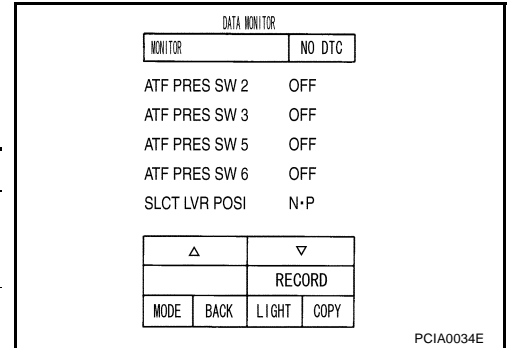 DATA MONITOR
MONITOR NO DTC
ATF PRES SW 2 OFF
ATF PRES SW 3 OFF
ATF PRES SW 5 OFF
ATF PRES SW 6 OFF
SLCT LVR POSI N·P
△ ▽
RECORD
MODE BACK LIGHT COPY
PCIA0034E